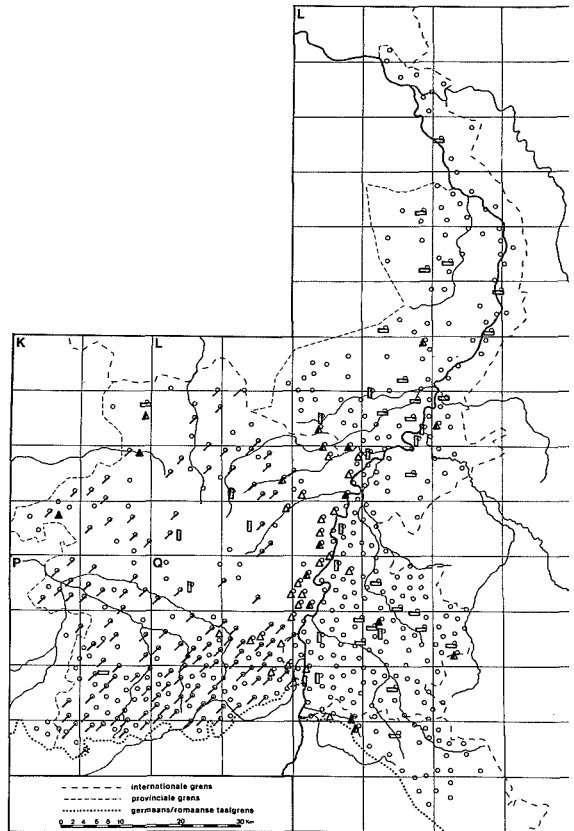 L
K L
P Q
internationale grens
provinciale grens
germaans/romaanse taalgrens
0 2 4 6 8 10 20 30 Km